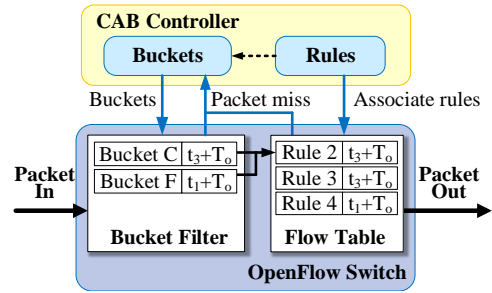 CAB Controller
Buckets
Rules
Buckets
Packet miss
Associate rules
Packet
In
Bucket C t₃+Tₒ
Bucket F t₁+Tₒ
Bucket Filter
Rule 2 t₃+Tₒ
Rule 3 t₃+Tₒ
Rule 4 t₁+Tₒ
Flow Table
Packet
Out
OpenFlow Switch